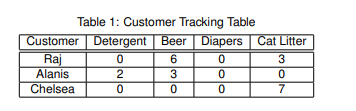 Table 1: Customer Tracking Table
Customer Detergent Beer Diapers Cat Litter
Raj 0 6 0 3
Alanis 2 3 0 0
Chelsea 0 0 0 7